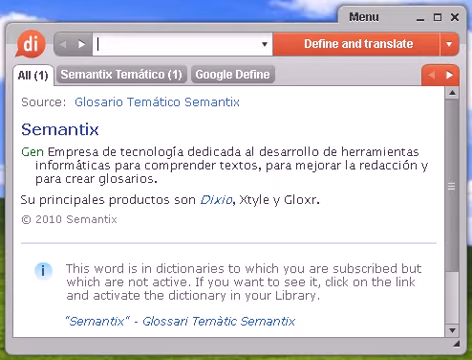 Menu
di
Define and translate
All (1)
Semantix Temático (1)
Google Define
Source: Glosario Temático Semantix
Semantix
Gen Empresa de tecnología dedicada al desarrollo de herramientas
informáticas para comprender textos, para mejorar la redacción y
para crear glosarios.
Su principales productos son Dixio, Xtyle y Gloxr.
© 2010 Semantix
i
This word is in dictionaries to which you are subscribed but
which are not active. If you want to see it, click on the link
and activate the dictionary in your Library.
"Semantix" - Glossari Temàtic Semantix